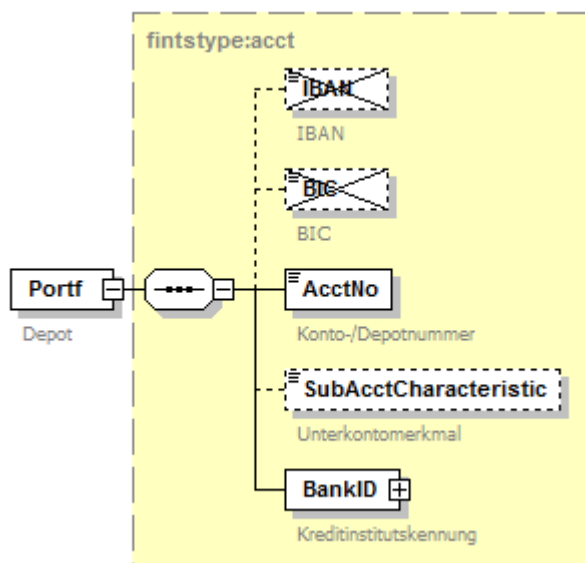 fintstype:acct
IBAN
IBAN
BIC
BIC
Portf
Depot
AcctNo
Konto-/Depotnummer
SubAcctCharacteristic
Unterkontomerkmal
BankID
Kreditinstitutskennung